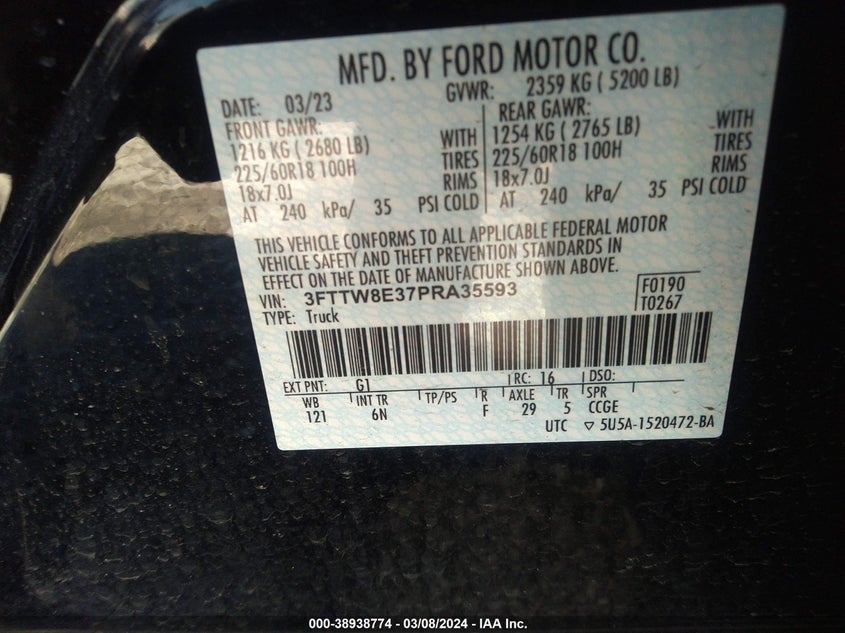 MFD. BY FORD MOTOR CO.
DATE: 03/23 GVWR: 2359 KG ( 5200 LB)
FRONT GAWR: REAR GAWR:
1216 KG ( 2680 LB) WITH 1254 KG ( 2765 LB) WITH
225/60R18 100H TIRES 225/60R18 100H TIRES
18x7.0J RIMS 18x7.0J RIMS
AT 240 kPa/ 35 PSI COLD AT 240 kPa/ 35 PSI COLD
THIS VEHICLE CONFORMS TO ALL APPLICABLE FEDERAL MOTOR
VEHICLE SAFETY AND THEFT PREVENTION STANDARDS IN
EFFECT ON THE DATE OF MANUFACTURE SHOWN ABOVE.
VIN: 3FTTW8E37PRA35593 F0190
TYPE: Truck T0267
EXT PNT: G1 RC: 16 DSO:
WB INT TR TP/PS R AXLE TR SPR
121 6N F 29 5 CCGE
UTC ▽ 5U5A-1520472-BA
000-38938774 - 03/08/2024 - IAA Inc.